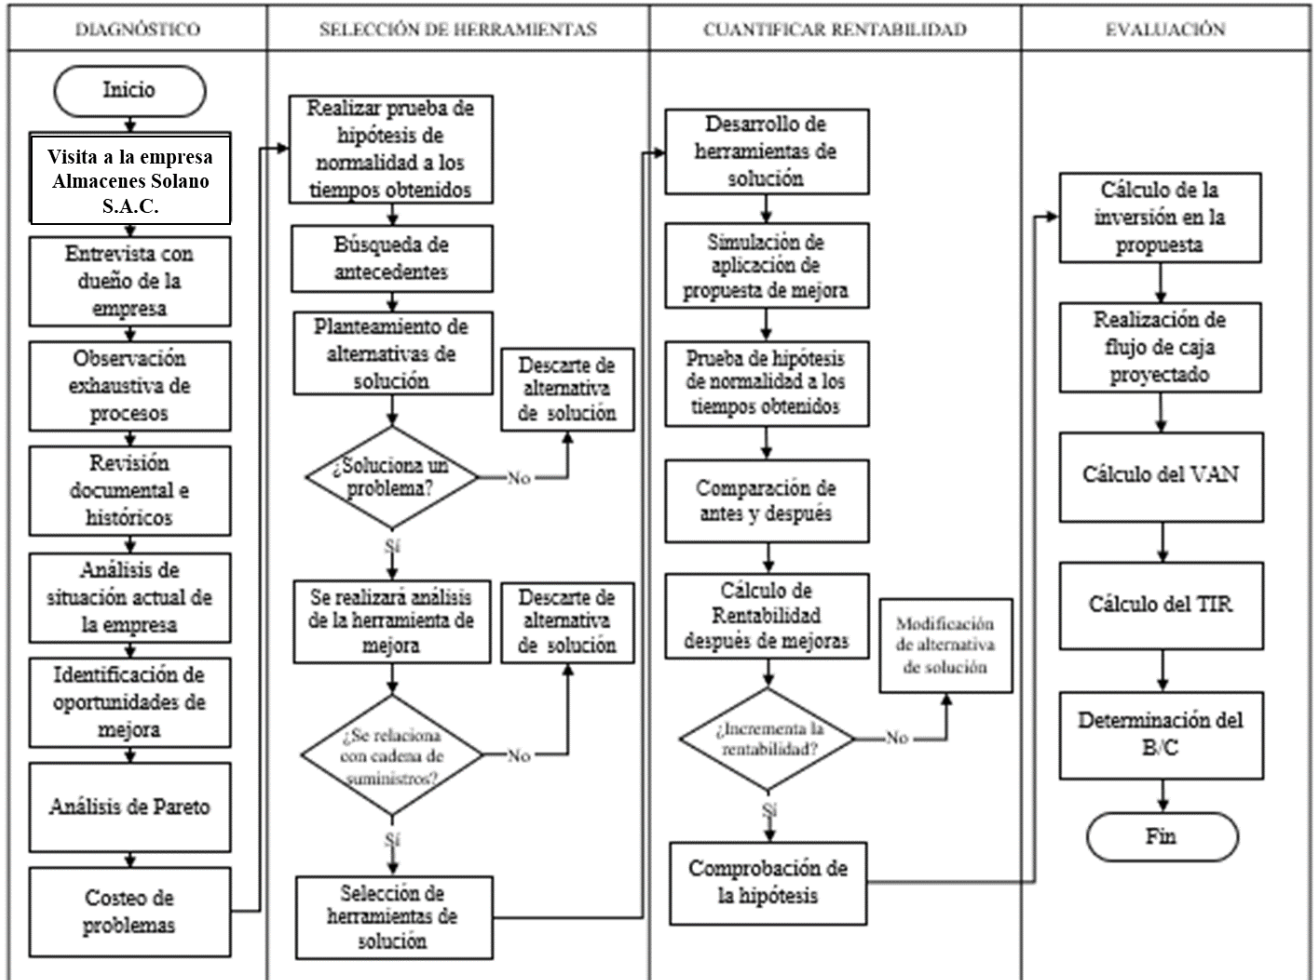 DIAGNÓSTICO
SELECCIÓN DE HERRAMIENTAS
CUANTIFICAR RENTABILIDAD
EVALUACIÓN
Inicio
Visita a la empresa
Almacenes Solano
S.A.C.
Entrevista con
dueño de la
empresa
Observación
exhaustiva de
procesos
Revisión
documental e
históricos
Análisis de
situación actual de
la empresa
Identificación de
oportunidades de
mejora
Análisis de Pareto
Costeo de
problemas
Realizar prueba de
hipótesis de
normalidad a los
tiempos obtenidos
Búsqueda de
antecedentes
Planteamiento de
alternativas de
solución
Descarte de
alternativa
de solución
¿Soluciona un
problema?
No
Sí
Se realizará análisis
de la herramienta de
mejora
Descarte de
alternativa
de solución
¿Se relaciona
con cadena de
suministros?
No
Sí
Selección de
herramientas de
solución
Desarrollo de
herramientas de
solución
Simulación de
aplicación de
propuesta de mejora
Prueba de hipótesis
de normalidad a los
tiempos obtenidos
Comparación de
antes y después
Cálculo de
Rentabilidad
después de mejoras
Modificación
de alternativa
de solución
¿Incrementa la
rentabilidad?
No
Sí
Comprobación de
la hipótesis
Cálculo de la
inversión en la
propuesta
Realización de
flujo de caja
proyectado
Cálculo del VAN
Cálculo del TIR
Determinación del
B/C
Fin